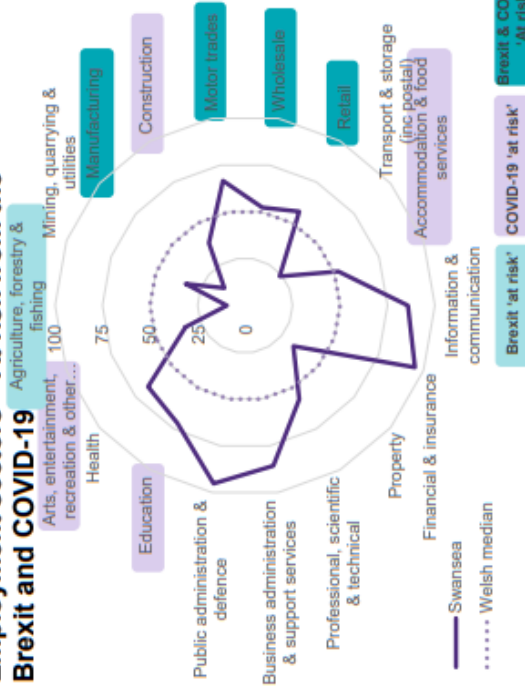 Brexit and COVID-19
Agriculture, forestry &
fishing
Mining, quarrying &
utilities
Manufacturing
Construction
Motor trades
Wholesale
Retail
Transport & storage
(inc postal)
Accommodation & food
services
Information &
communication
Financial & insurance
Property
Professional, scientific
& technical
Business administration
& support services
Public administration &
defence
Education
Health
Arts, entertainment,
recreation & other...
100
75
50
25
0
Swansea
Welsh median
Brexit 'at risk'
COVID-19 'at risk'
Brexit & CO
'At risk